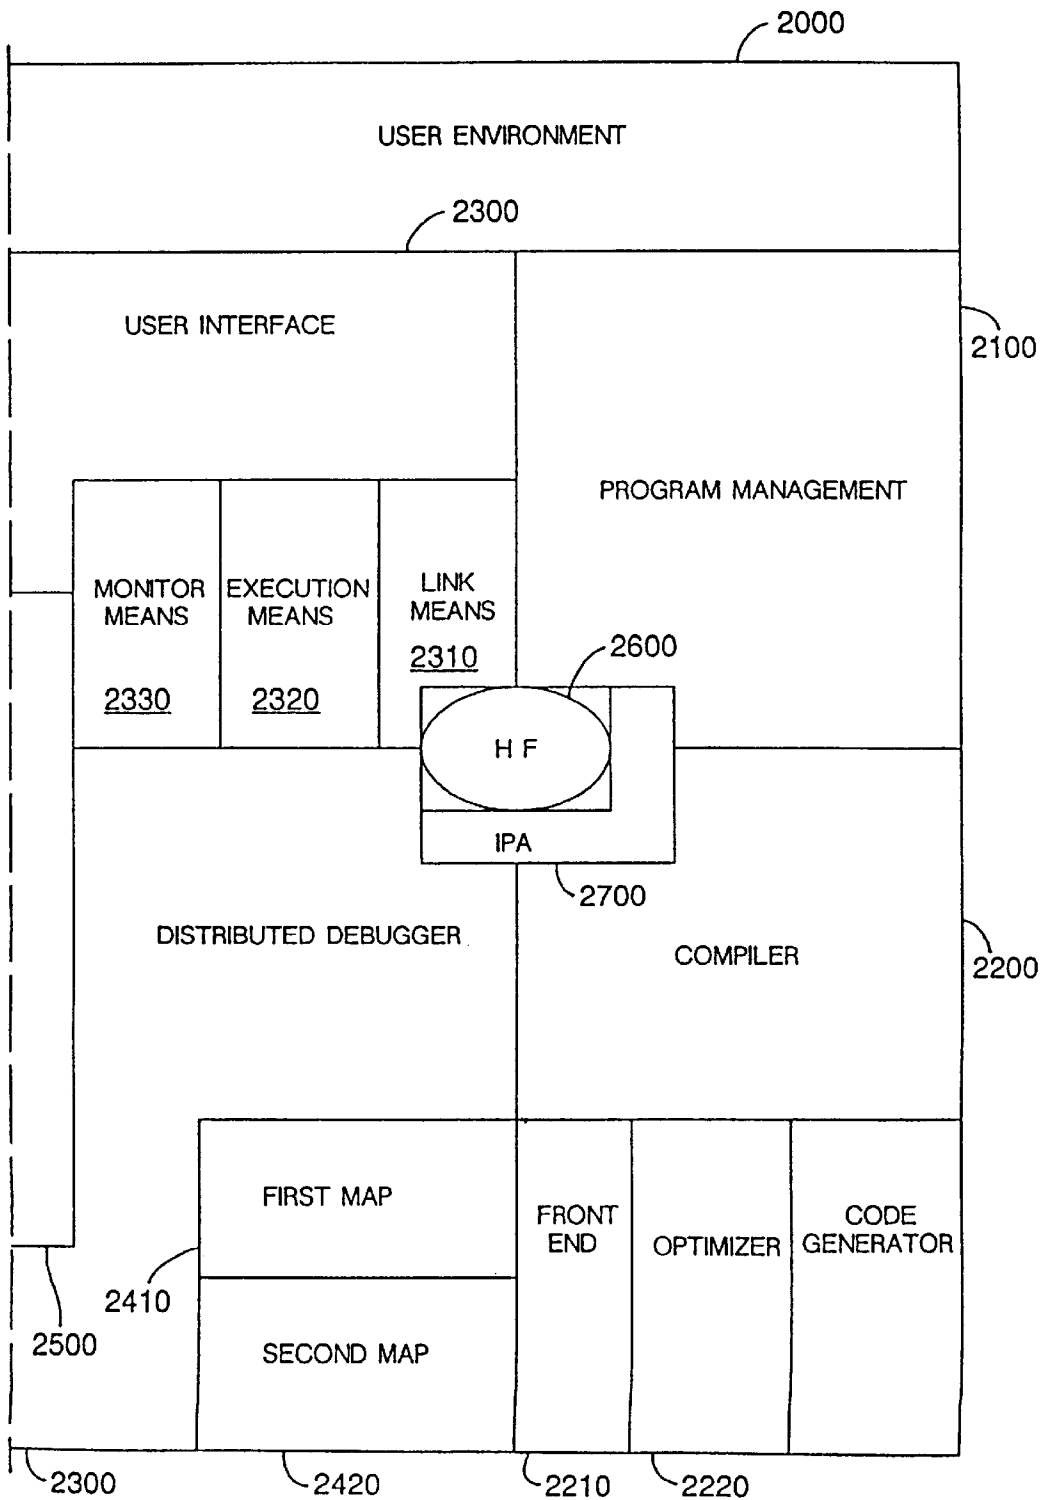 2000
USER ENVIRONMENT
2300
USER INTERFACE
2100
PROGRAM MANAGEMENT
MONITOR
MEANS
2330
EXECUTION
MEANS
2320
LINK
MEANS
2310
2600
H F
IPA
2700
DISTRIBUTED DEBUGGER
COMPILER
2200
FIRST MAP
2410
2500
SECOND MAP
FRONT
END
OPTIMIZER
CODE
GENERATOR
2300
2420
2210
2220